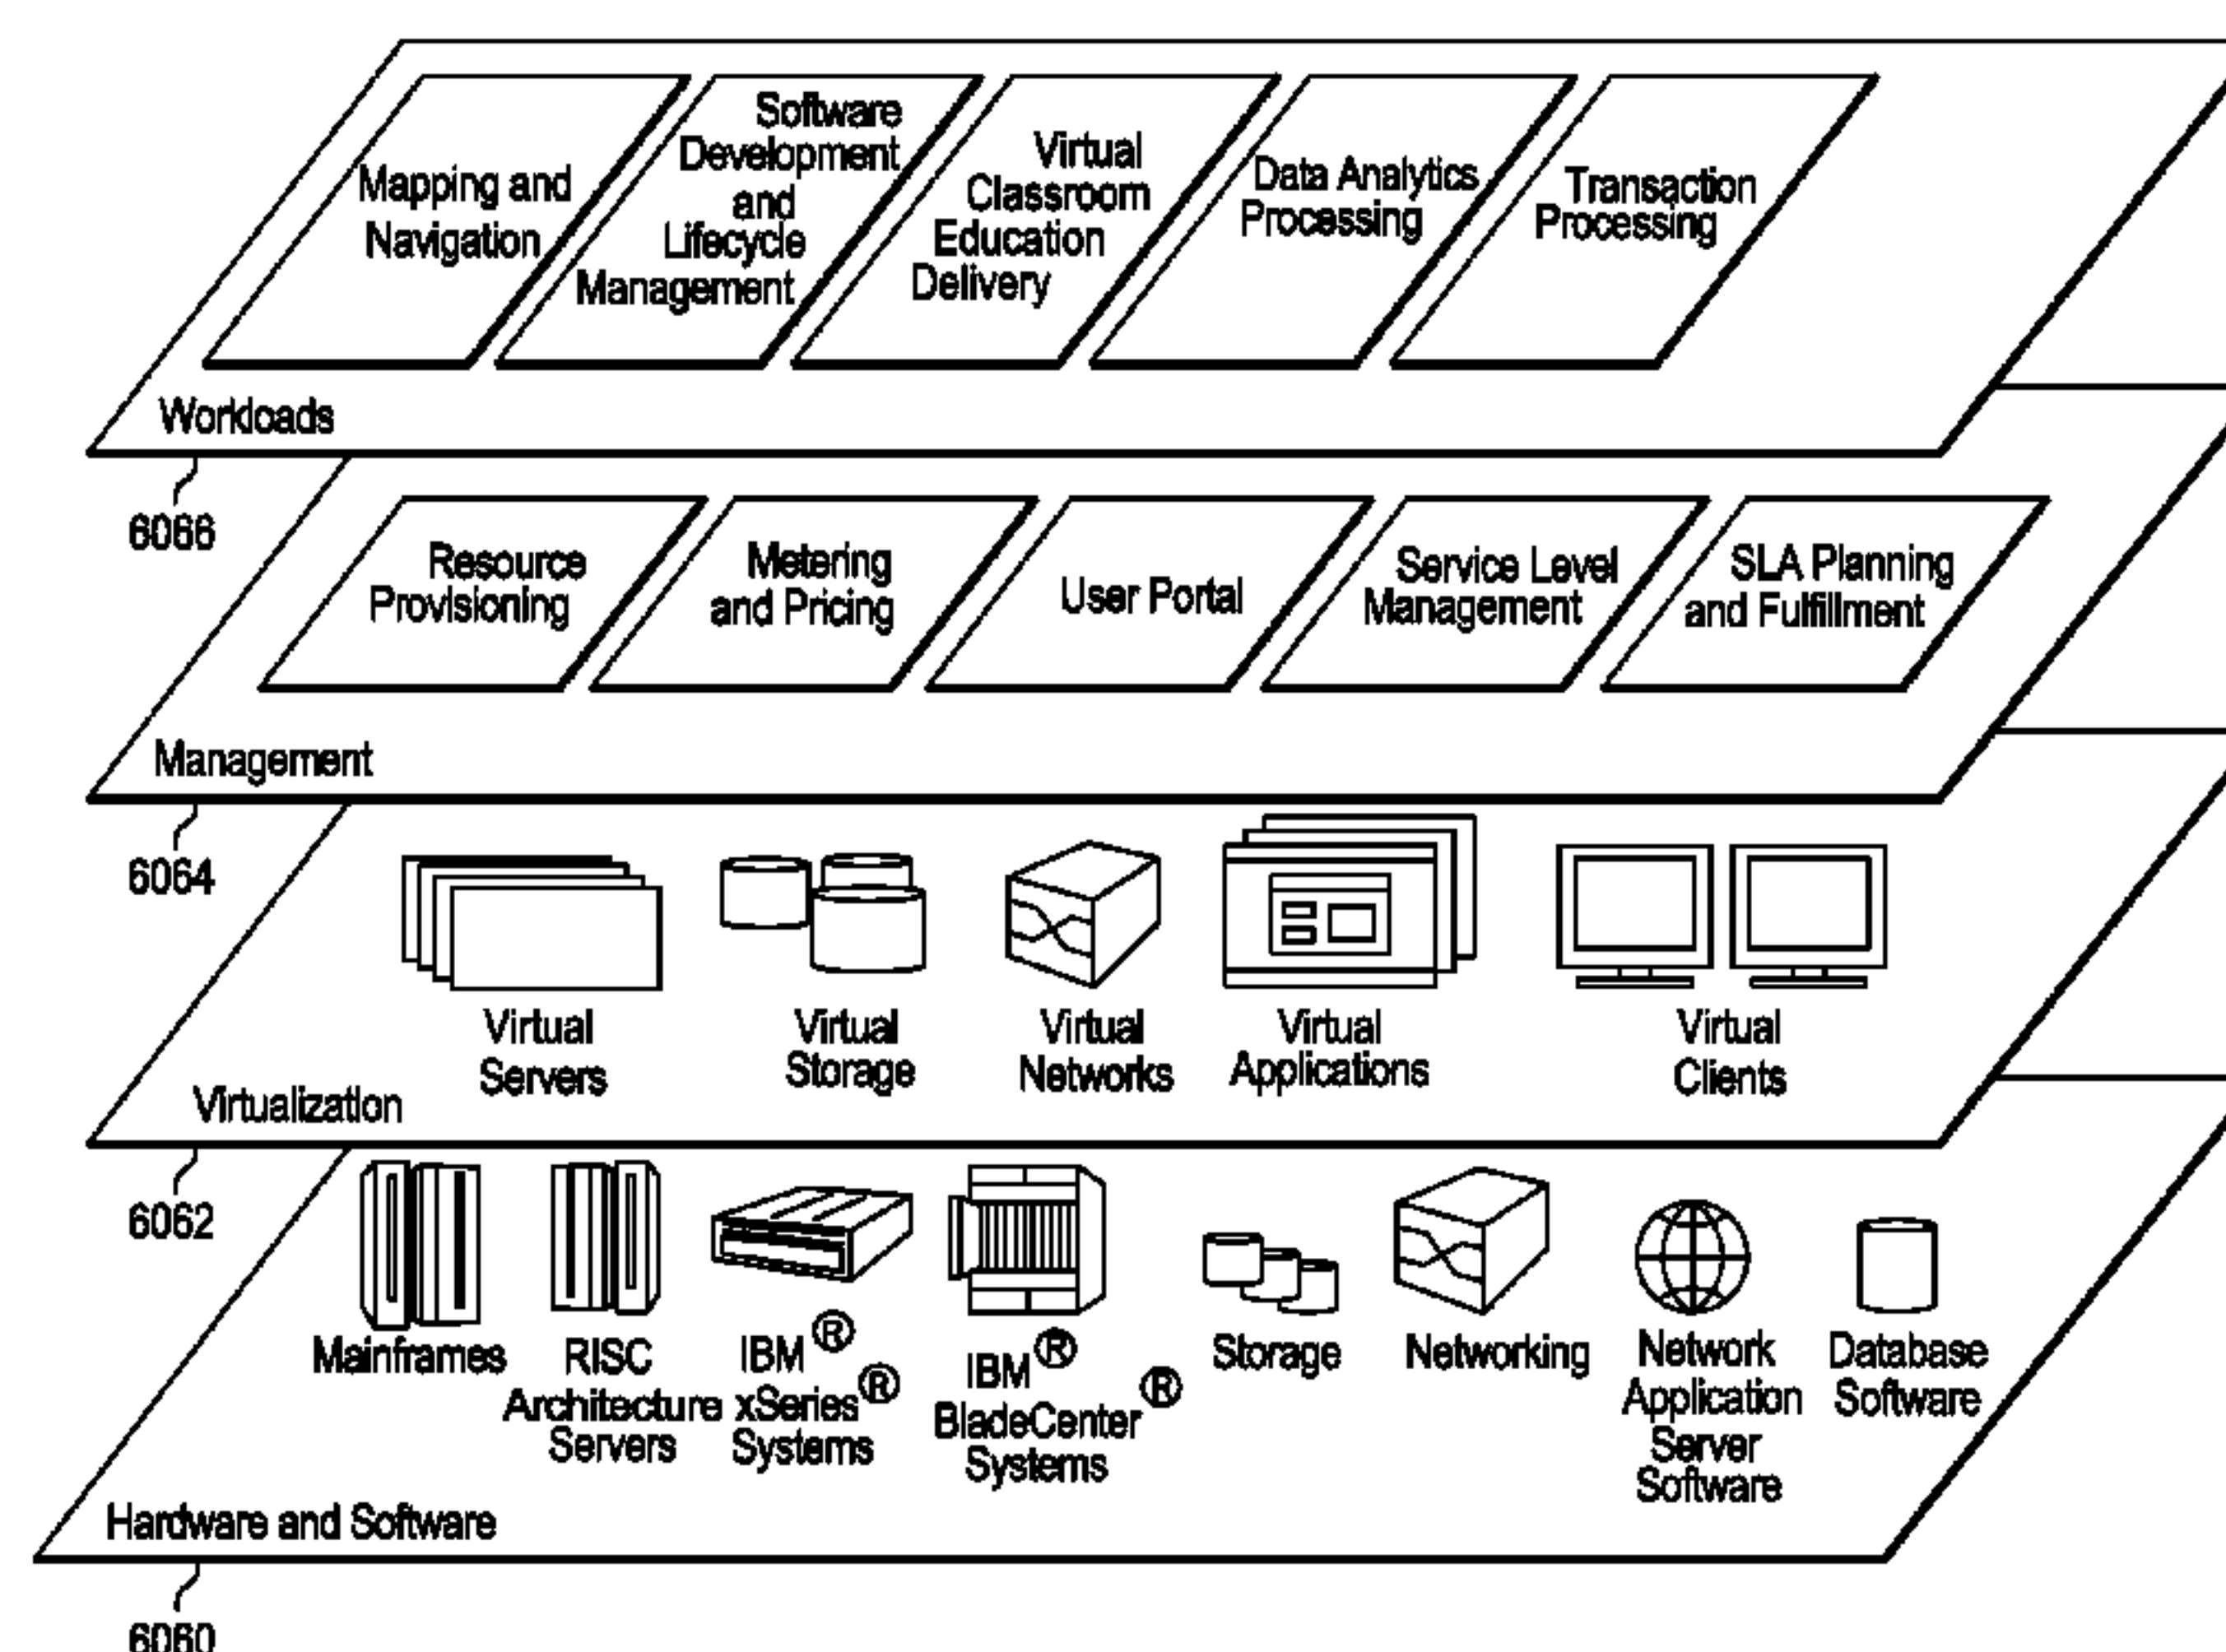 Mapping and
Navigation
Software
Development
and
Lifecycle
Management
Virtual
Classroom
Education
Delivery
Data Analytics
Processing
Transaction
Processing
Workloads
6066
Resource
Provisioning
Metering
and Pricing
User Portal
Service Level
Management
SLA Planning
and Fulfillment
Management
6064
Virtual
Servers
Virtual
Storage
Virtual
Networks
Virtual
Applications
Virtual
Clients
Virtualization
6062
Mainframes
RISC
Architecture
Servers
IBM®
xSeries®
Systems
IBM®
BladeCenter®
Systems
Storage
Networking
Network
Application
Server
Software
Database
Software
Hardware and Software
6060